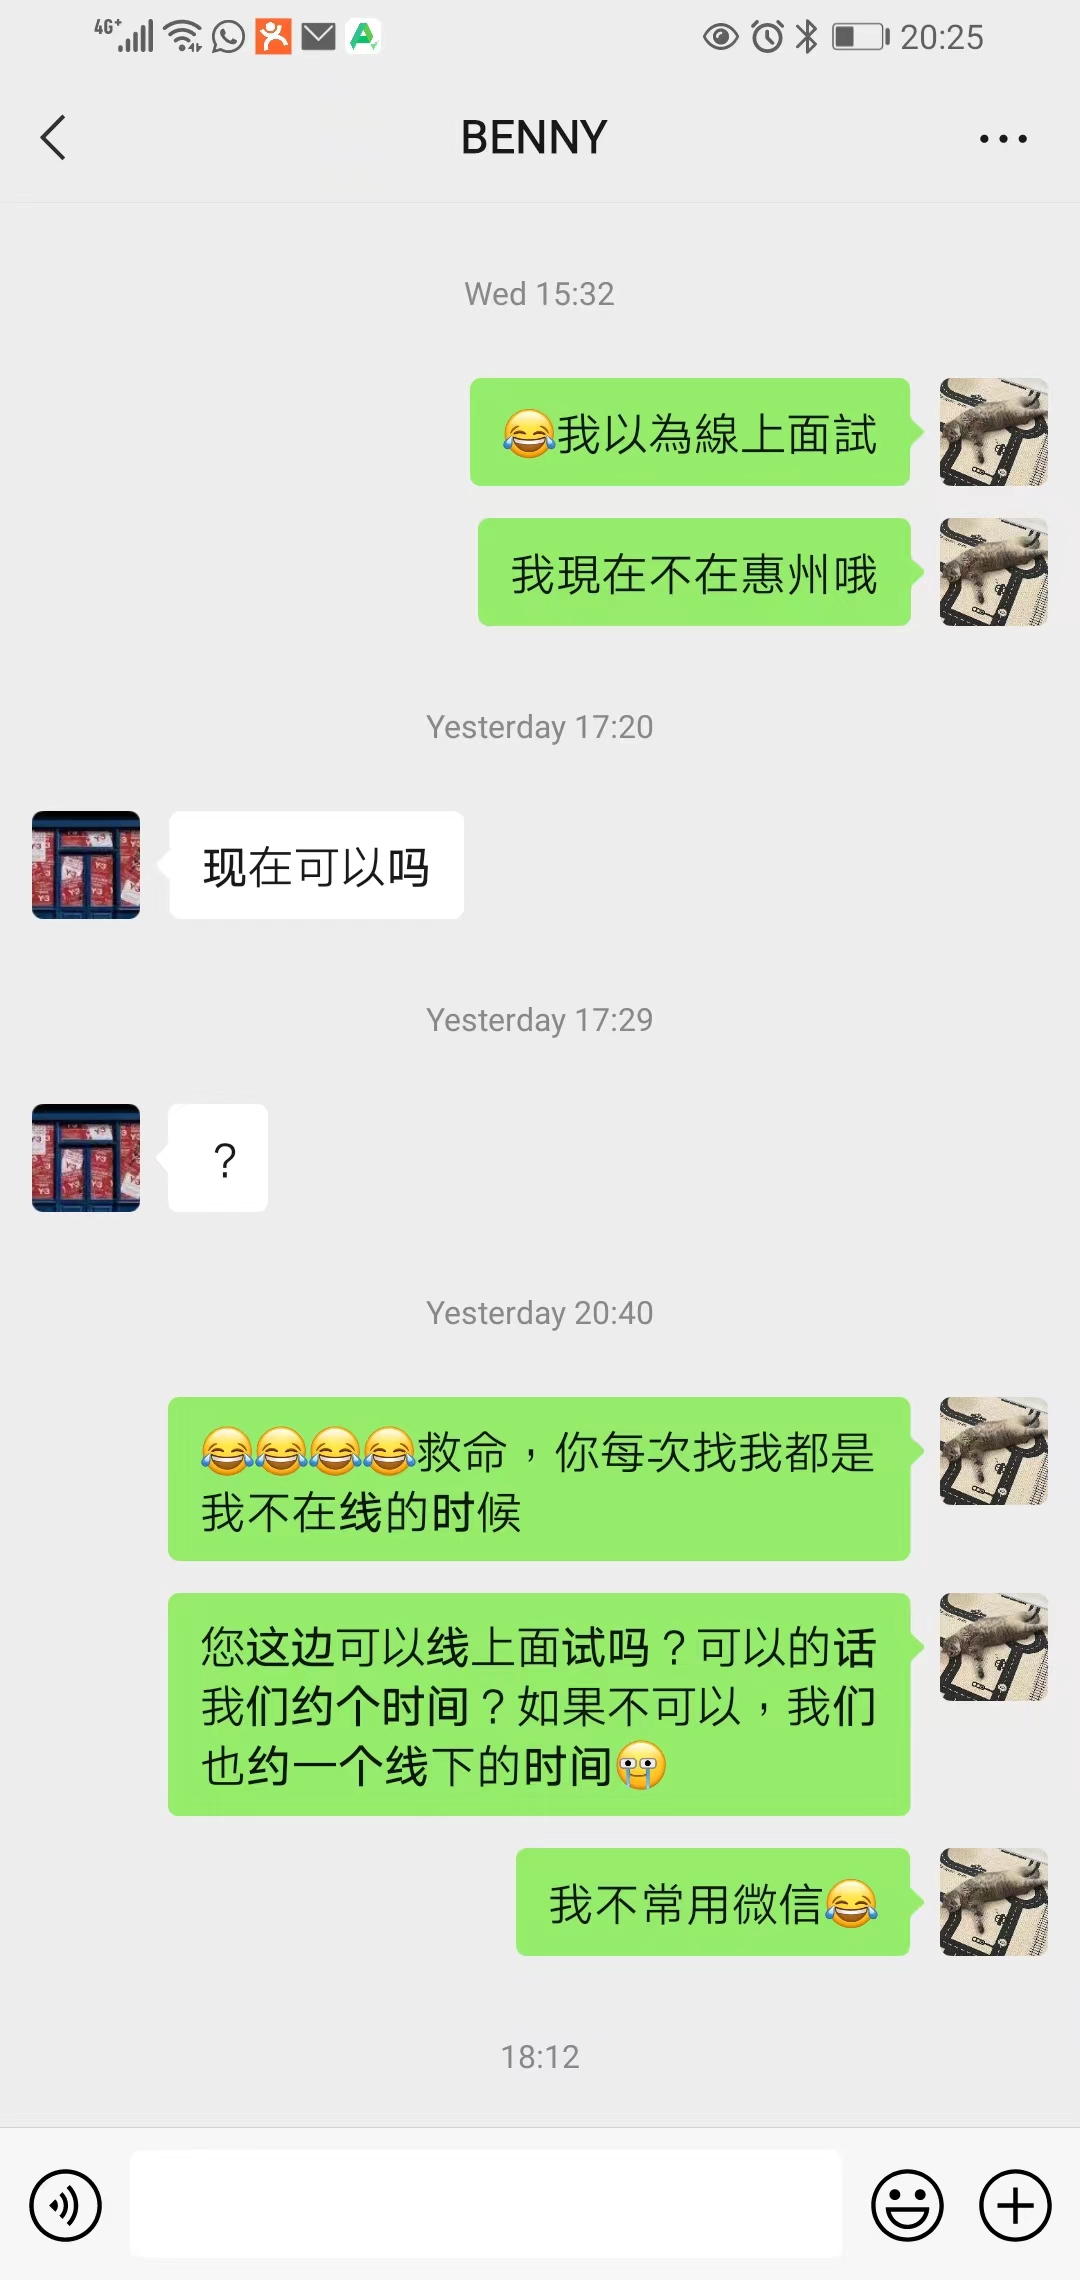 4G+ 20:25
BENNY
Wed 15:32
😂我以為線上面試
我現在不在惠州哦
Yesterday 17:20
现在可以吗
Yesterday 17:29
？
Yesterday 20:40
😂😂😂😂救命，你每次找我都是
我不在线的时候
您这边可以线上面试吗？可以的话
我们约个时间？如果不可以，我们
也约一个线下的时间😭
我不常用微信😂
18:12